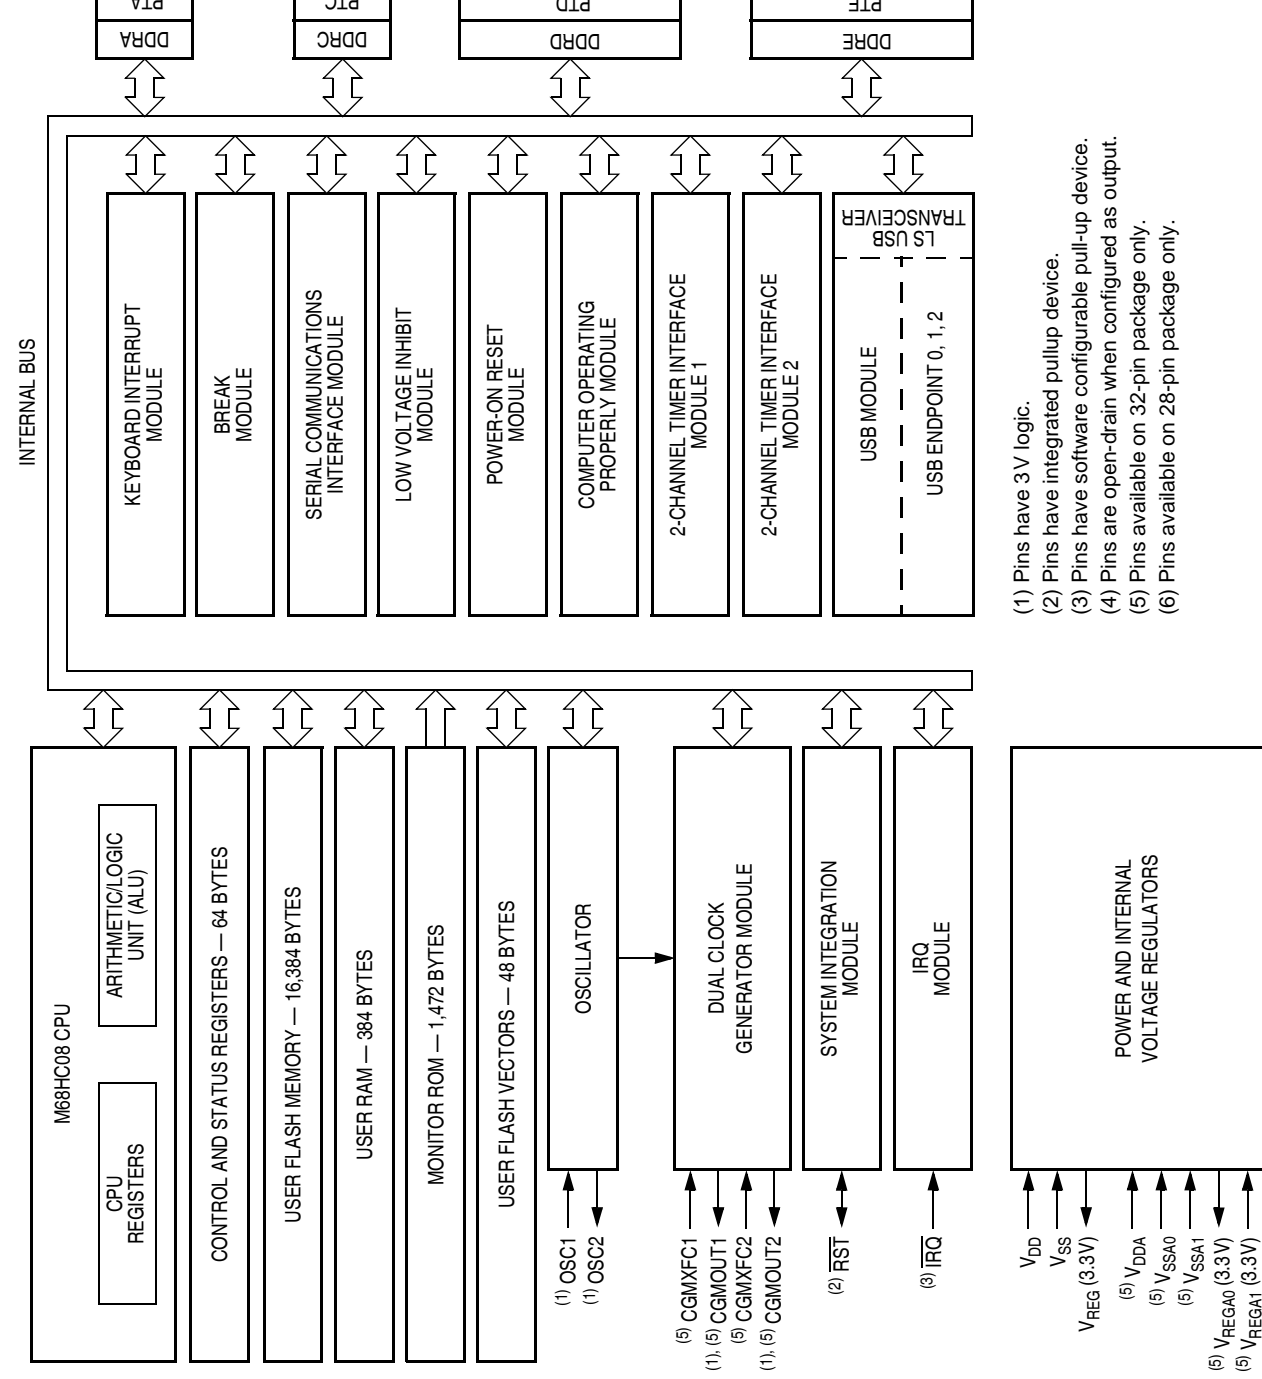 INTERNAL BUS
M68HC08 CPU
CPU
REGISTERS
ARITHMETIC/LOGIC
UNIT (ALU)
CONTROL AND STATUS REGISTERS — 64 BYTES
USER FLASH MEMORY — 16,384 BYTES
USER RAM — 384 BYTES
MONITOR ROM — 1,472 BYTES
USER FLASH VECTORS — 48 BYTES
(1) OSC1
(1) OSC2
OSCILLATOR
(5) CGMXFC1
(1), (5) CGMOUT1
(5) CGMXFC2
(1), (5) CGMOUT2
DUAL CLOCK
GENERATOR MODULE
(2) RST
SYSTEM INTEGRATION
MODULE
(3) IRQ
IRQ
MODULE
VDD
VSS
VREG (3.3 V)
(5) VDDA
(5) VSSA0
(5) VSSA1
(5) VREGA0 (3.3 V)
(5) VREGA1 (3.3 V)
POWER AND INTERNAL
VOLTAGE REGULATORS
KEYBOARD INTERRUPT
MODULE
BREAK
MODULE
SERIAL COMMUNICATIONS
INTERFACE MODULE
LOW VOLTAGE INHIBIT
MODULE
POWER-ON RESET
MODULE
COMPUTER OPERATING
PROPERLY MODULE
2-CHANNEL TIMER INTERFACE
MODULE 1
2-CHANNEL TIMER INTERFACE
MODULE 2
USB MODULE
USB ENDPOINT 0, 1, 2
LS USB
TRANSCEIVER
DDRA
PTA
DDRC
PTC
DDRD
PTD
DDRE
PTE
(1) Pins have 3 V logic.
(2) Pins have integrated pullup device.
(3) Pins have software configurable pull-up device.
(4) Pins are open-drain when configured as output.
(5) Pins available on 32-pin package only.
(6) Pins available on 28-pin package only.